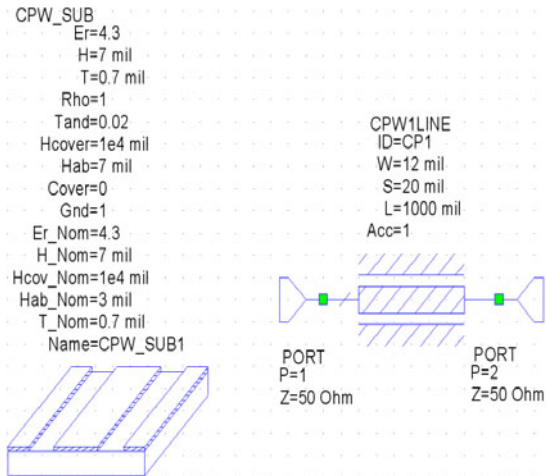 CPW_SUB
Er=4.3
H=7 mil
T=0.7 mil
Rho=1
Tand=0.02
Hcover=1e4 mil
Hab=7 mil
Cover=0
Gnd=1
Er_Nom=4.3
H_Nom=7 mil
Hcov_Nom=1e4 mil
Hab_Nom=3 mil
T_Nom=0.7 mil
Name=CPW_SUB1
CPW1LINE
ID=CP1
W=12 mil
S=20 mil
L=1000 mil
Acc=1
PORT
P=1
Z=50 Ohm
PORT
P=2
Z=50 Ohm